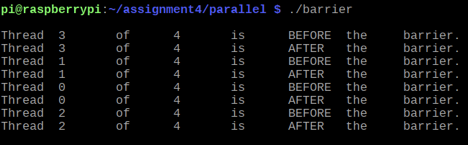 pi@raspberrypi:~/assignment4/parallel $ ./barrier
Thread 3 of 4 is BEFORE the barrier.
Thread 3 of 4 is AFTER the barrier.
Thread 1 of 4 is BEFORE the barrier.
Thread 1 of 4 is AFTER the barrier.
Thread 0 of 4 is BEFORE the barrier.
Thread 0 of 4 is AFTER the barrier.
Thread 2 of 4 is BEFORE the barrier.
Thread 2 of 4 is AFTER the barrier.